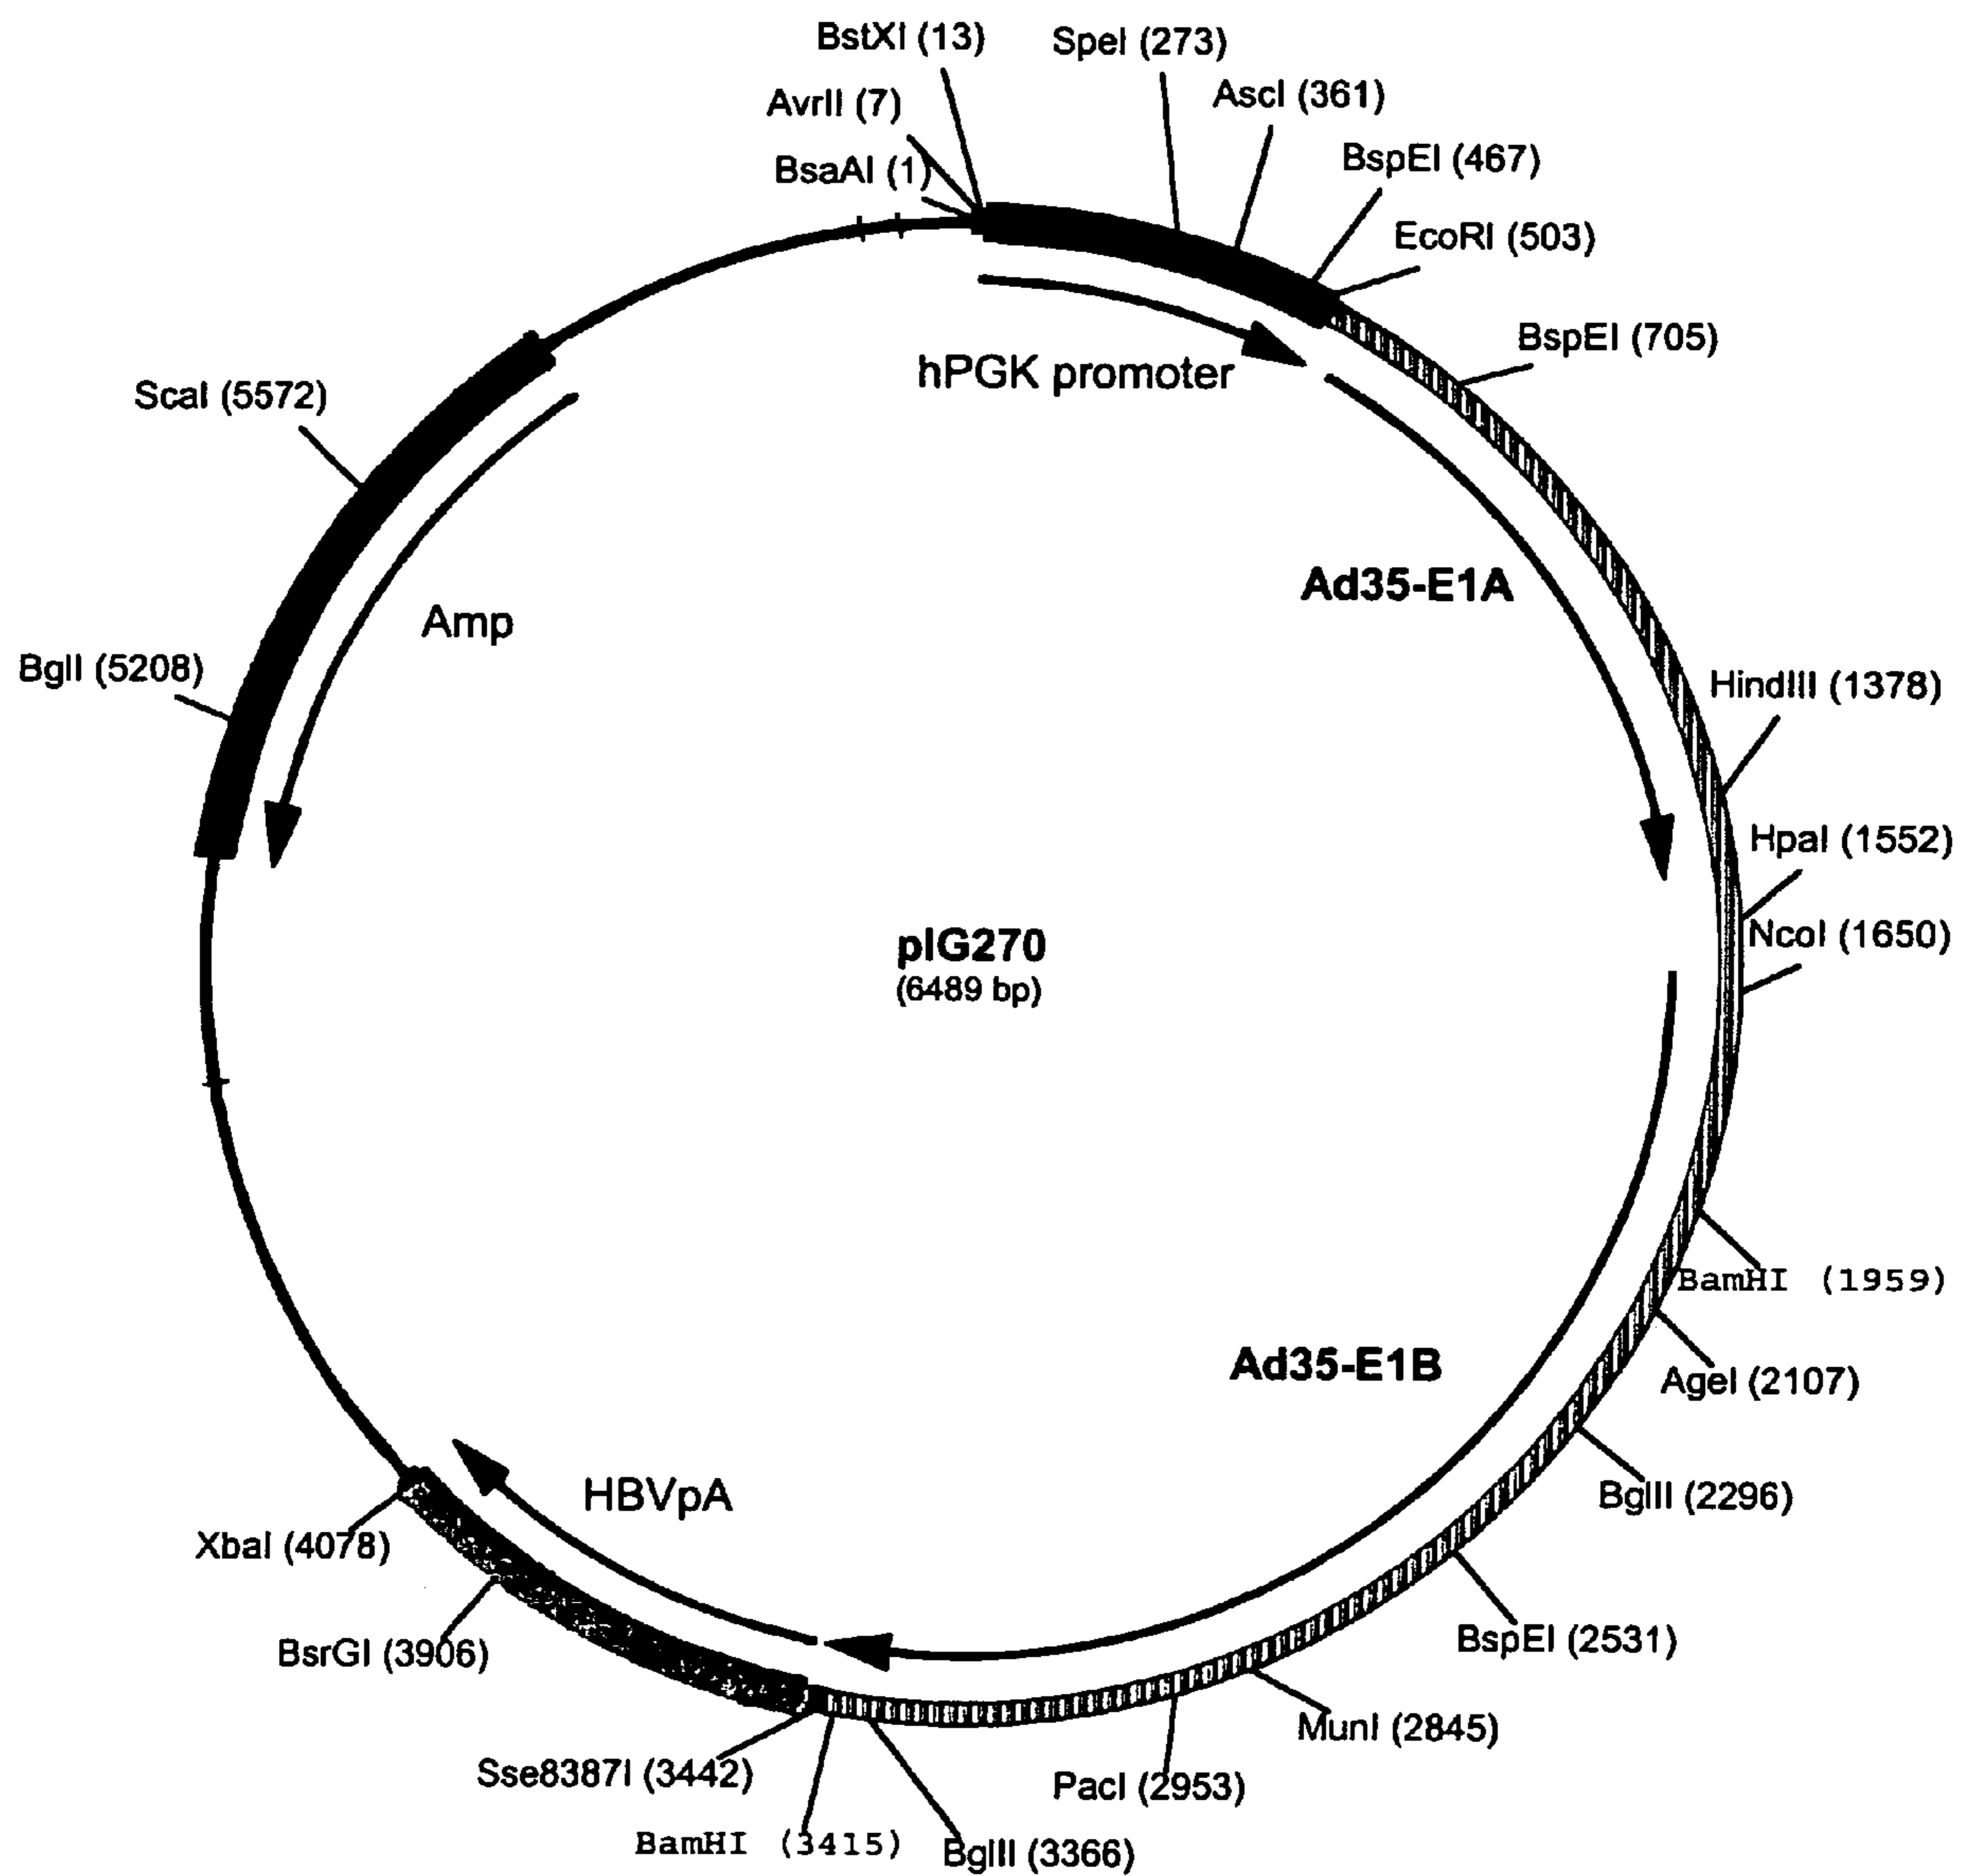 BstXI (13)
SpeI (273)
AvrII (7)
AscI (361)
BsaAI (1)
BspEI (467)
EcoRI (503)
BspEI (705)
hPGK promoter
ScaI (5572)
Ad35-E1A
Amp
BglI (5208)
HindIII (1378)
HpaI (1552)
NcoI (1650)
pIG270
(6489 bp)
BamHI (1959)
AgeI (2107)
Ad35-E1B
BglII (2296)
HBVpA
XbaI (4078)
BspEI (2531)
BsrGI (3906)
MunI (2845)
Sse8387I (3442)
PacI (2953)
BamHI (3415)
BglII (3366)